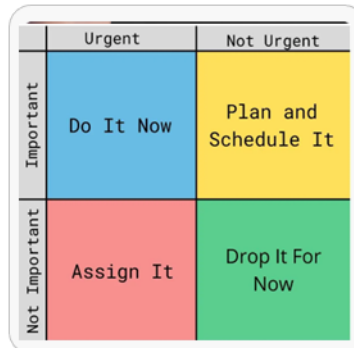 Urgent
Not Urgent
Important
Do It Now
Plan and
Schedule It
Not Important
Assign It
Drop It For
Now